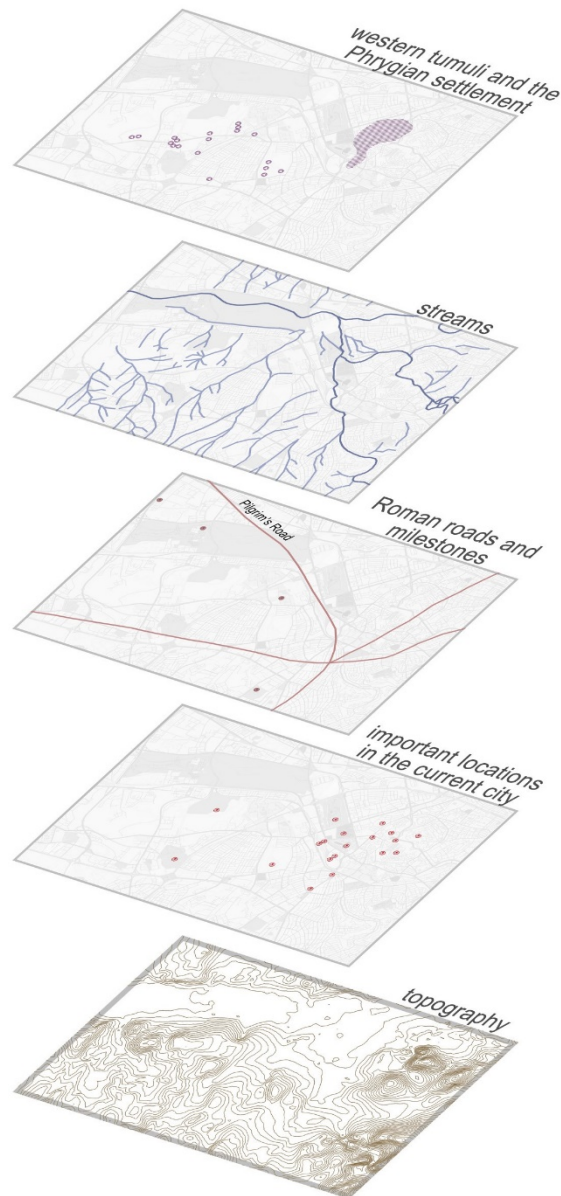 western tumuli and the
Phrygian settlement
streams
Pilgrim's Road
Roman roads and
milestones
important locations
in the current city
topography